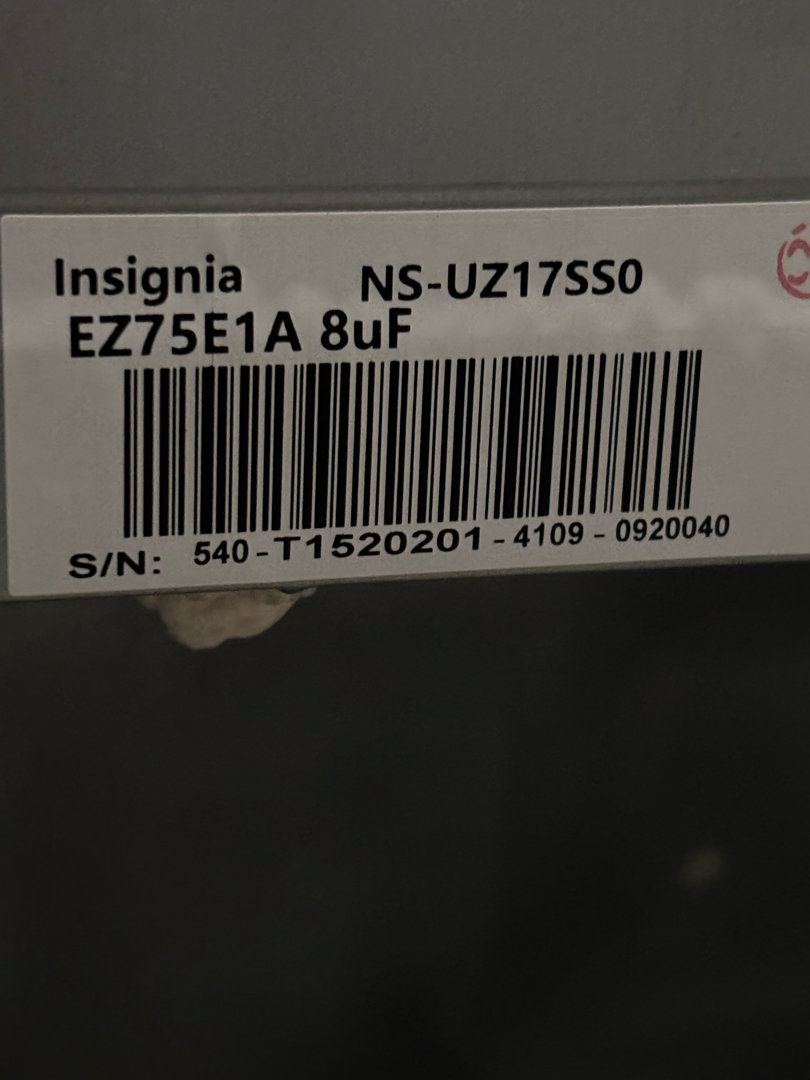 Insignia NS-UZ17SS0
EZ75E1A 8uF
S/N: 540-T1520201-4109-0920040